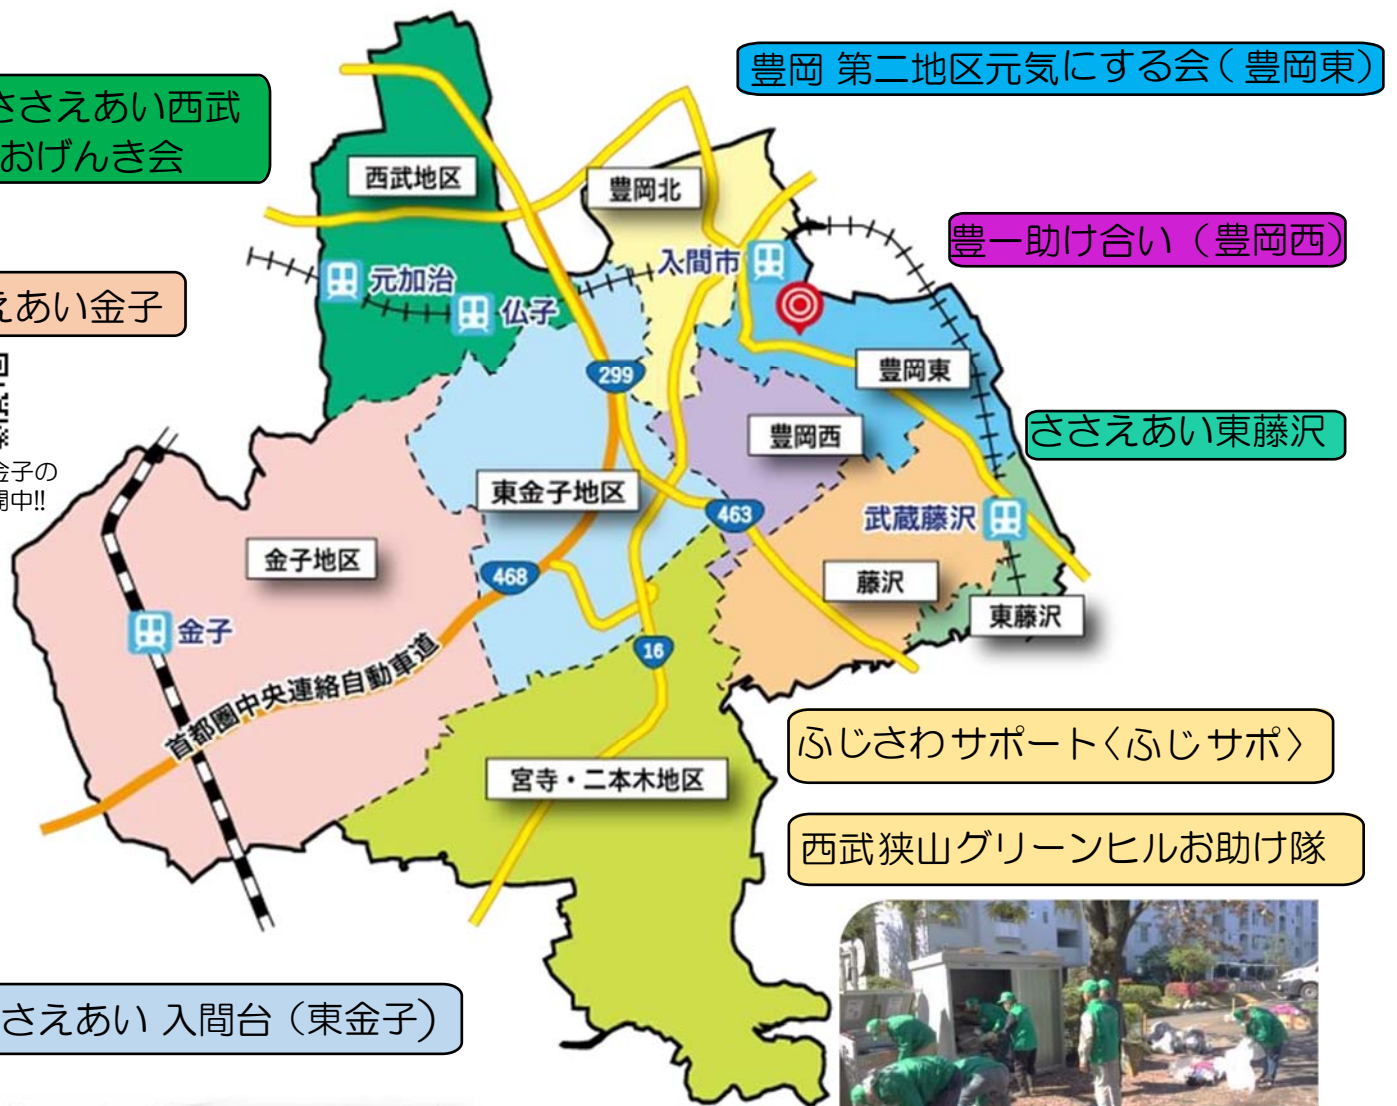 豊岡 第二地区元気にする会（豊岡東）
ささえあい西武
おげんき会
西武地区
豊岡北
豊一助け合い（豊岡西）
入間市
元加治
仏子
えあい金子
299
豊岡東
豊岡西
ささえあい東藤沢
金子の
開中!!
東金子地区
463
武蔵藤沢
金子地区
468
藤沢
東藤沢
金子
16
首都圏中央連絡自動車道
ふじさわサポート〈ふじサポ〉
宮寺・二本木地区
西武狭山グリーンヒルお助け隊
さえあい 入間台（東金子）